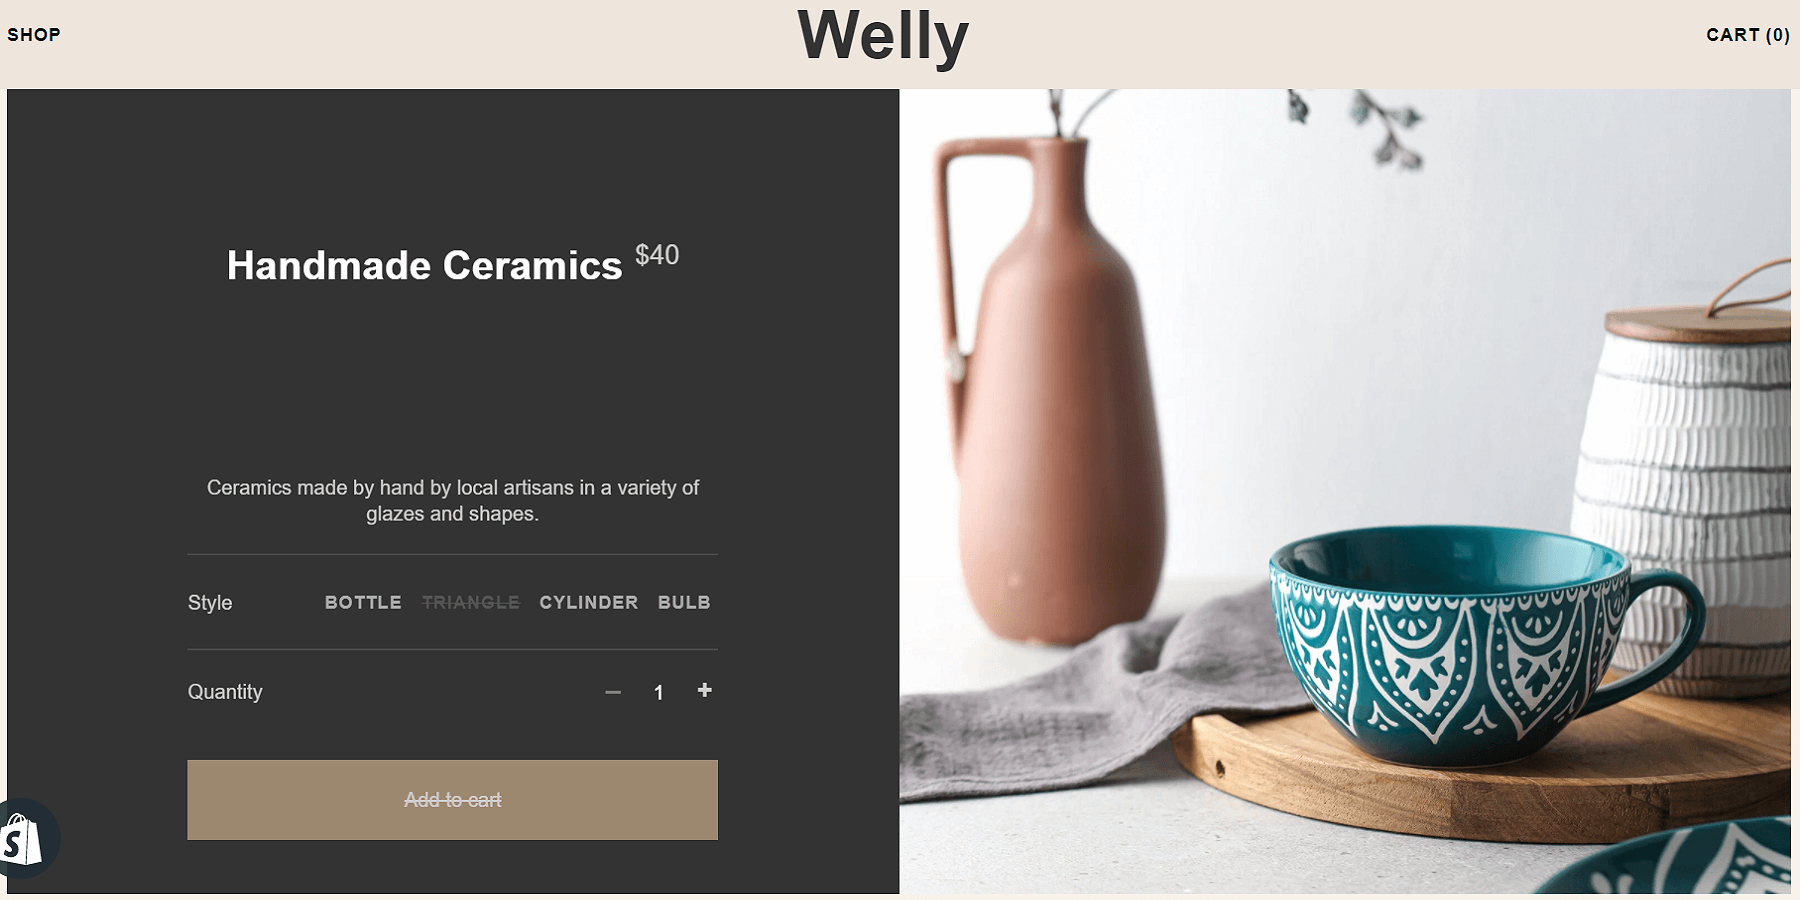 SHOP
Welly
CART (0)
Handmade Ceramics $40
Ceramics made by hand by local artisans in a variety of
glazes and shapes.
Style BOTTLE TRIANGLE CYLINDER BULB
Quantity − 1 +
Add to cart
S